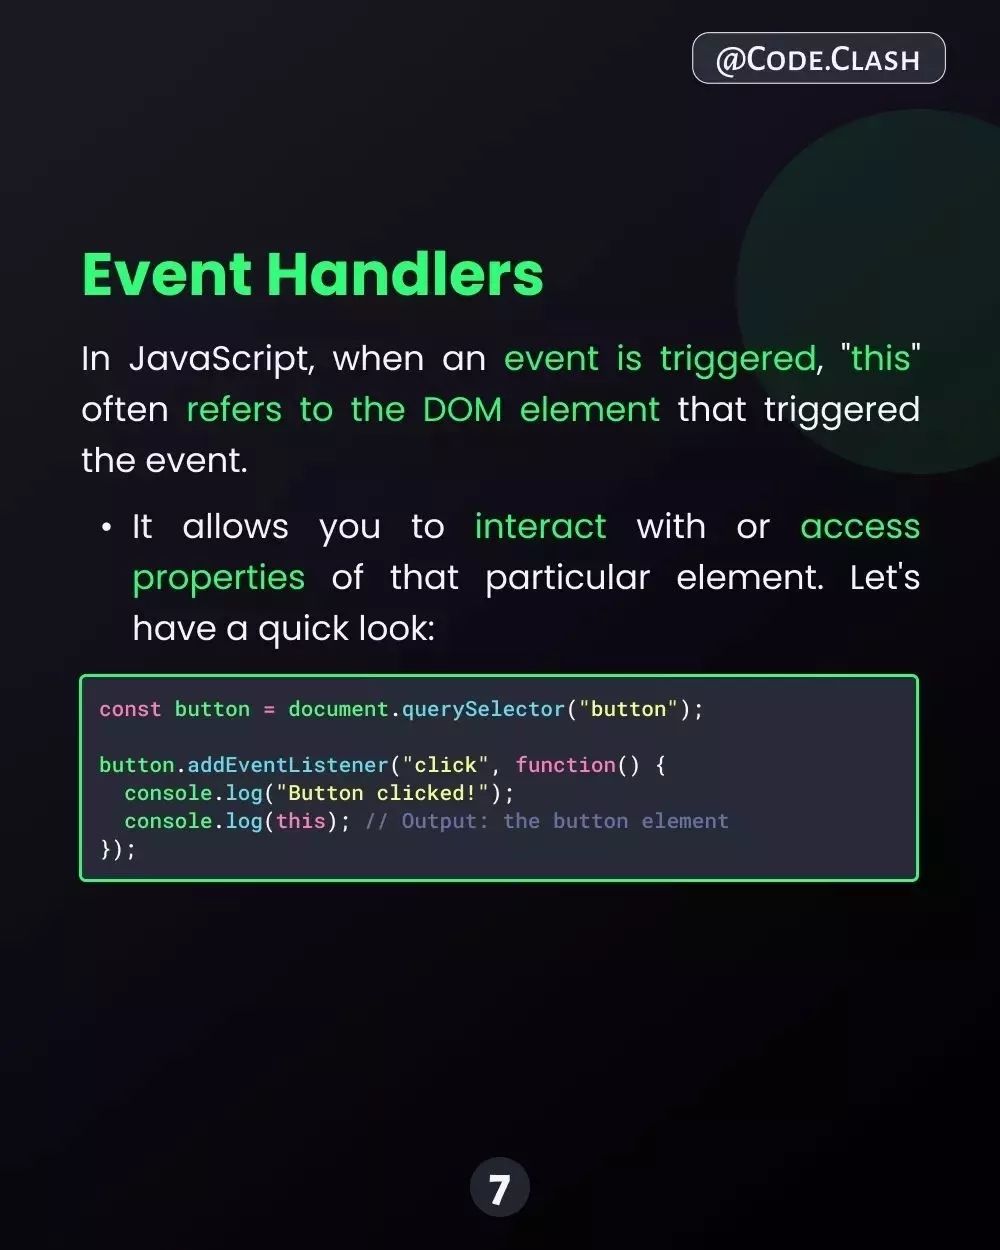 @Code.Clash
Event Handlers
In JavaScript, when an event is triggered, "this"
often refers to the DOM element that triggered
the event.
• It allows you to interact with or access
properties of that particular element. Let's
have a quick look:
const button = document.querySelector("button");
button.addEventListener("click", function() {
  console.log("Button clicked!");
  console.log(this); // Output: the button element
});
7